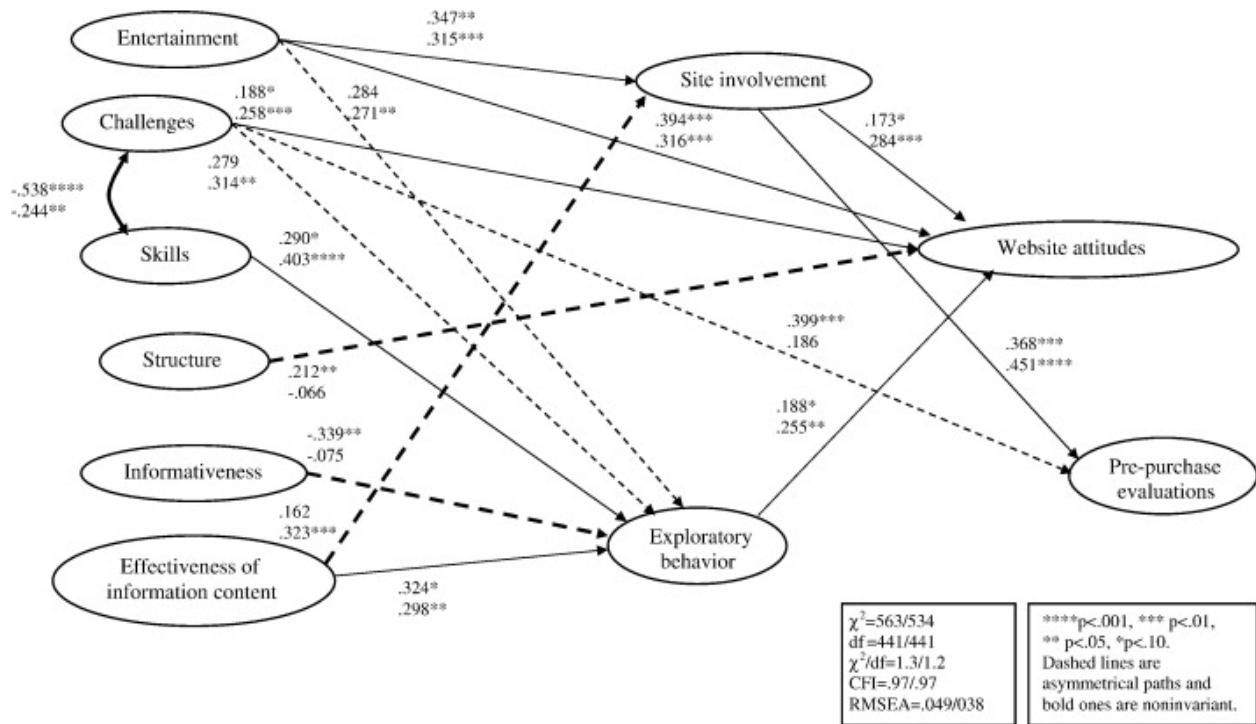 Entertainment
.347**
.315***
Site involvement
Challenges
.188*
.258***
.284
.271**
.394***
.316***
.173*
.284***
.279
.314**
-.538****
-.244**
Skills
.290*
.403****
Website attitudes
Structure
.212**
-.066
.399***
.186
.368***
.451****
.188*
.255**
Informativeness
-.339**
-.075
Pre-purchase
evaluations
.162
.323***
Effectiveness of
information content
Exploratory
behavior
.324*
.298**
χ²=563/534
df=441/441
χ²/df=1.3/1.2
CFI=.97/.97
RMSEA=.049/038
****p<.001, *** p<.01,
** p<.05, *p<.10.
Dashed lines are
asymmetrical paths and
bold ones are noninvariant.